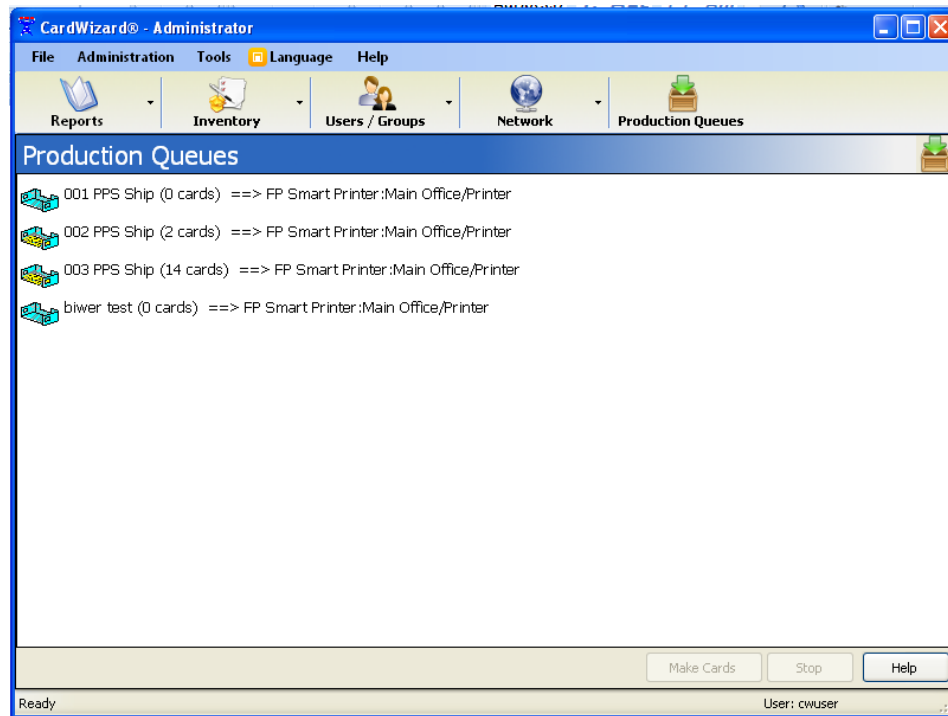 CardWizard® - Administrator
File Administration Tools Language Help
Reports Inventory Users / Groups Network Production Queues
Production Queues
001 PPS Ship (0 cards) ==> FP Smart Printer:Main Office/Printer
002 PPS Ship (2 cards) ==> FP Smart Printer:Main Office/Printer
003 PPS Ship (14 cards) ==> FP Smart Printer:Main Office/Printer
biwer test (0 cards) ==> FP Smart Printer:Main Office/Printer
Make Cards Stop Help
Ready User: cwuser